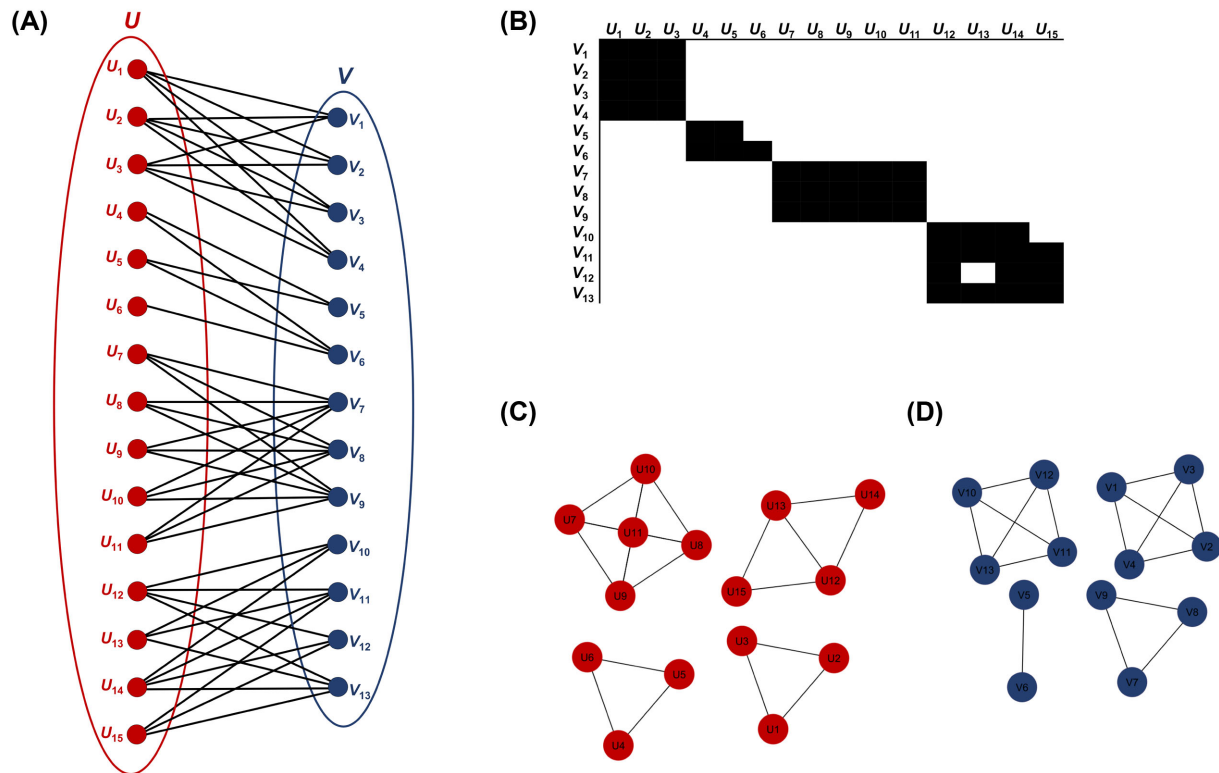 (A)
U
V
U1
U2
U3
U4
U5
U6
U7
U8
U9
U10
U11
U12
U13
U14
U15
V1
V2
V3
V4
V5
V6
V7
V8
V9
V10
V11
V12
V13
(B)
U1 U2 U3 U4 U5 U6 U7 U8 U9 U10 U11 U12 U13 U14 U15
V1
V2
V3
V4
V5
V6
V7
V8
V9
V10
V11
V12
V13
(C)
U10
U7
U11
U8
U9
U13
U14
U15
U12
U6
U5
U4
U3
U2
U1
(D)
V12
V10
V11
V13
V3
V1
V2
V4
V5
V6
V9
V8
V7